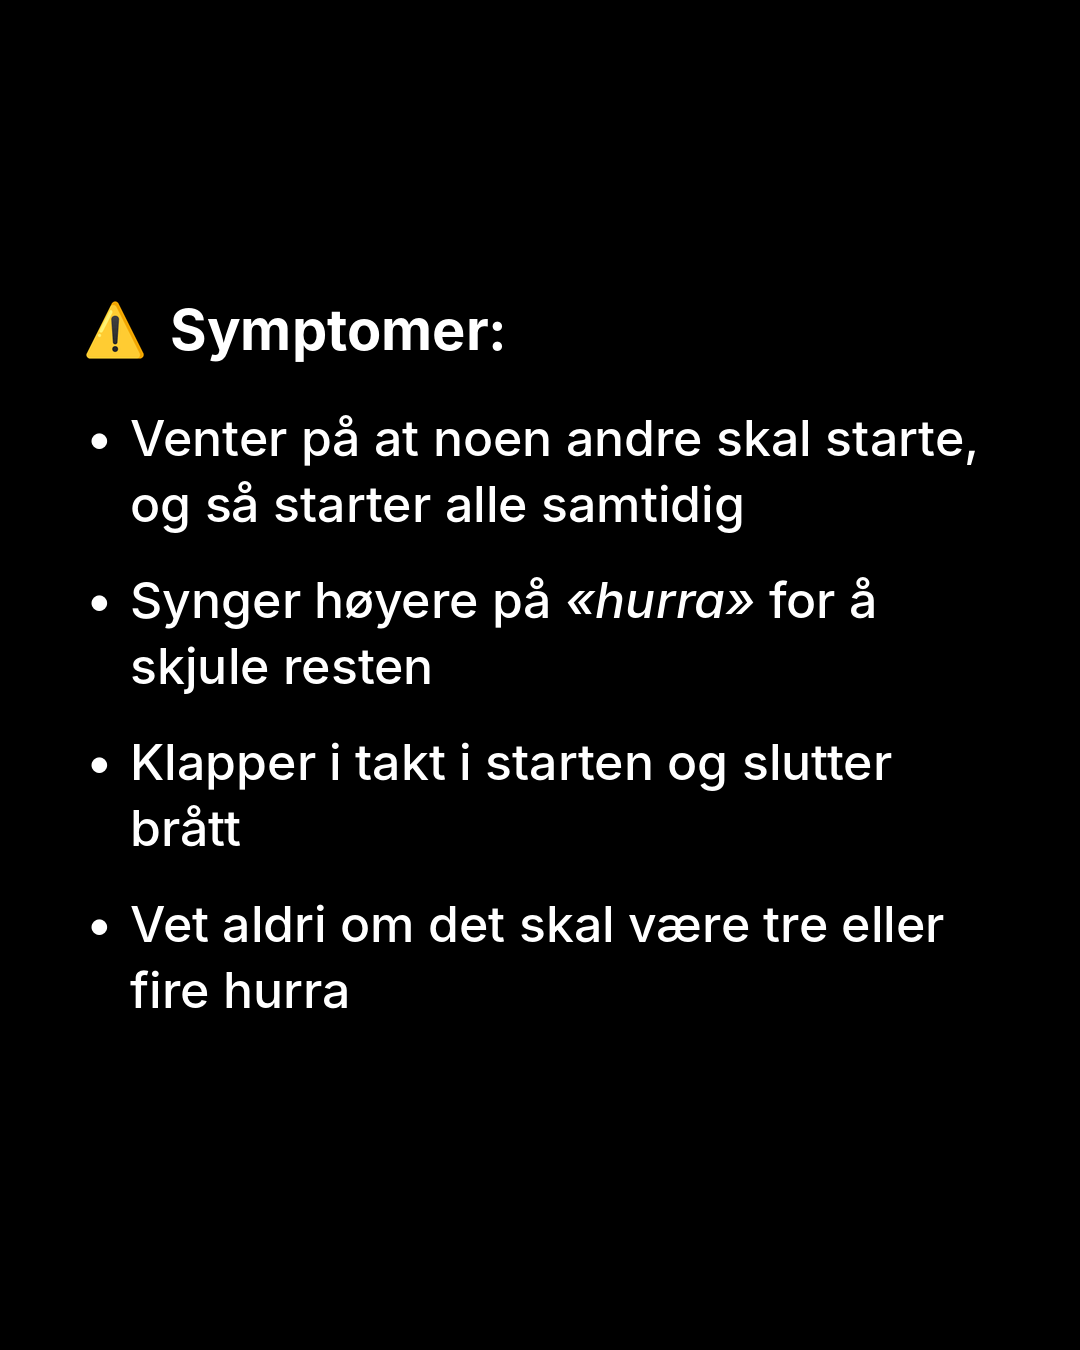 ⚠️ Symptomer:
• Venter på at noen andre skal starte,
og så starter alle samtidig
• Synger høyere på «hurra» for å
skjule resten
• Klapper i takt i starten og slutter
brått
• Vet aldri om det skal være tre eller
fire hurra